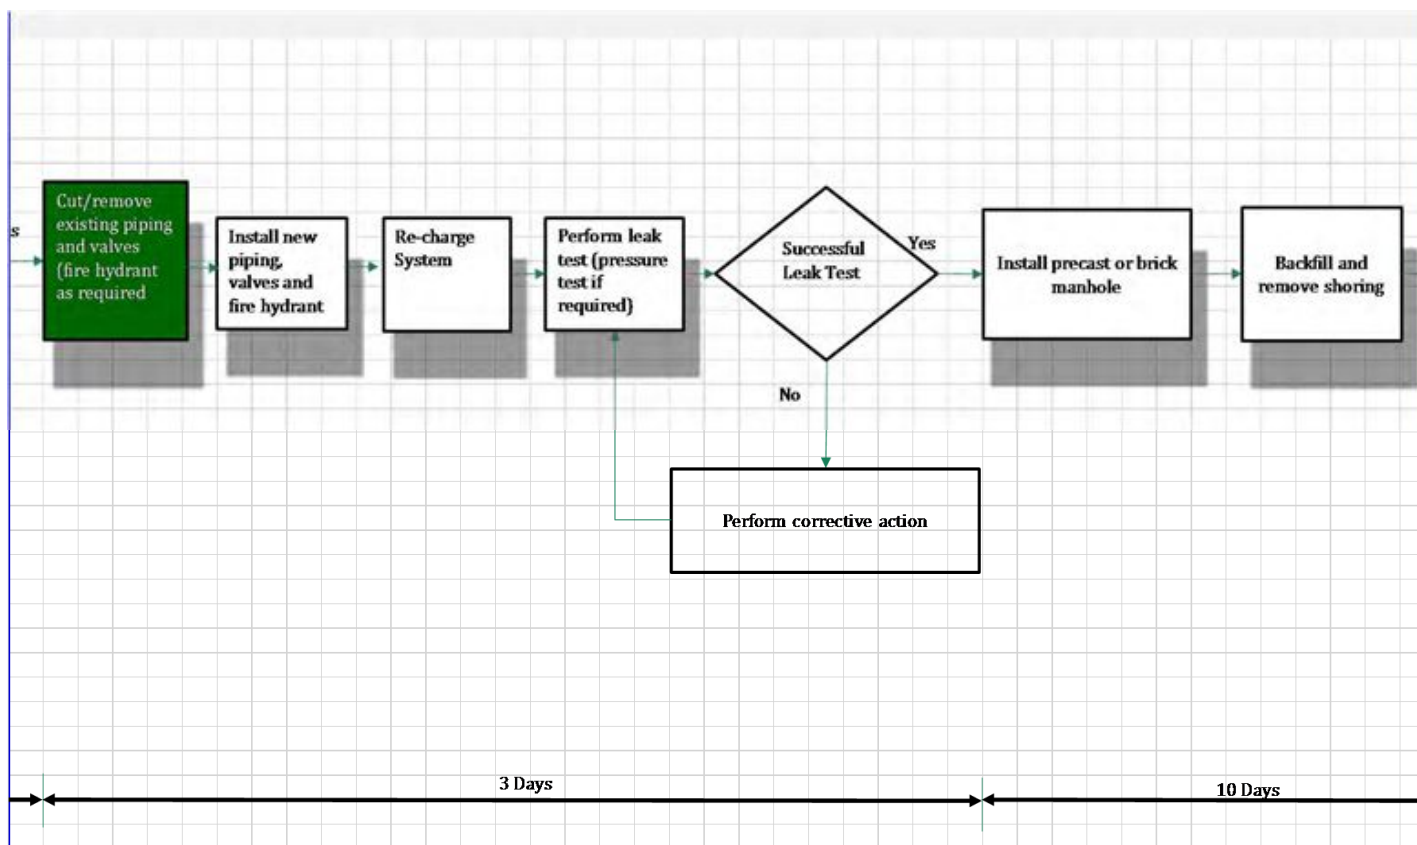 s
Cut/remove
existing piping
and valves
(fire hydrant
as required
Install new
piping,
valves and
fire hydrant
Re-charge
System
Perform leak
test (pressure
test if
required)
Successful
Leak Test
Yes
Install precast or brick
manhole
Backfill and
remove shoring
No
Perform corrective action
3 Days
10 Days